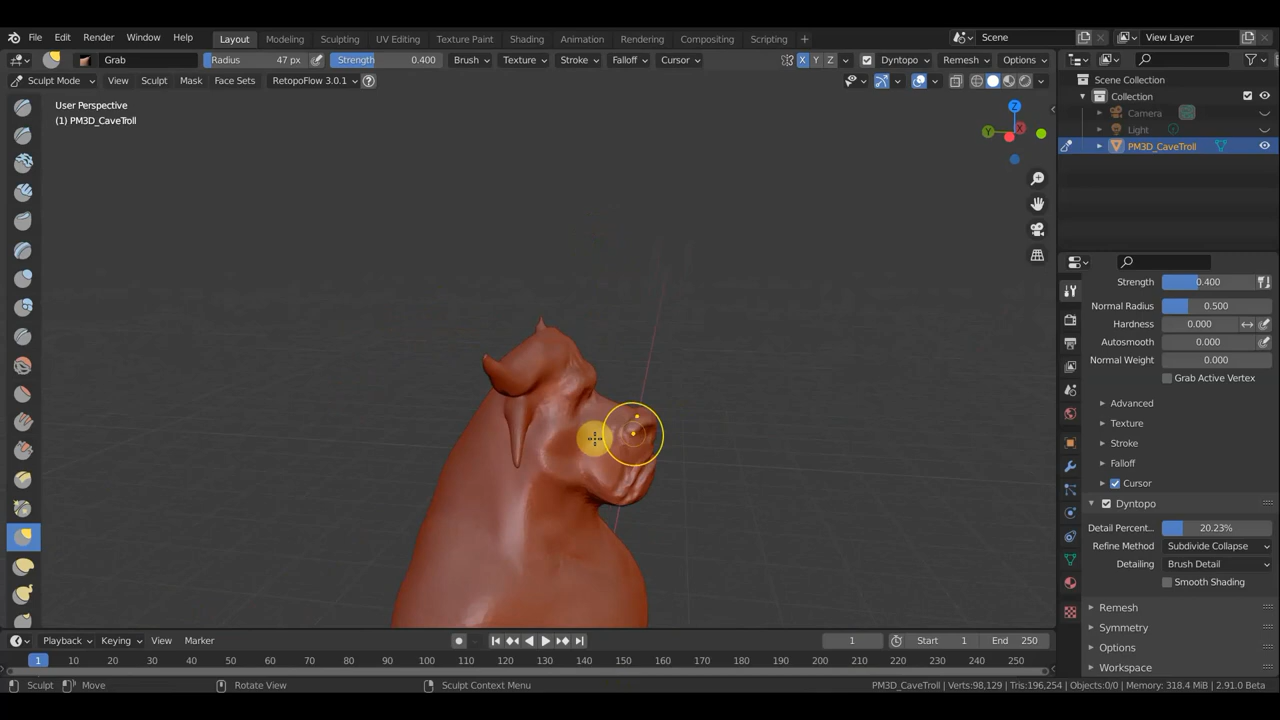 File Edit Render Window Help Layout Modeling Sculpting UV Editing Texture Paint Shading Animation Rendering Compositing Scripting + Scene View Layer
Grab Radius 47 px Strength 0.400 Brush Texture Stroke Falloff Cursor X Y Z Dyntopo Remesh Options
Sculpt Mode View Sculpt Mask Face Sets RetopoFlow 3.0.1 ?
Scene Collection
Collection
Camera
Light
PM3D_CaveTroll
User Perspective
(1) PM3D_CaveTroll
Z
Y
X
Strength 0.400
Normal Radius 0.500
Hardness 0.000
Autosmooth 0.000
Normal Weight 0.000
Grab Active Vertex
Advanced
Texture
Stroke
Falloff
Cursor
Dyntopo
Detail Percent... 20.23%
Refine Method Subdivide Collapse
Detailing Brush Detail
Smooth Shading
Remesh
Symmetry
Options
Workspace
Playback Keying View Marker 1 Start 1 End 250
1 10 20 30 40 50 60 70 80 90 100 110 120 130 140 150 160 170 180 190 200 210 220 230 240 250
Sculpt Move Rotate View Sculpt Context Menu PM3D_CaveTroll | Verts:98,129 | Tris:196,254 | Objects:0/0 | Memory: 318.4 MiB | 2.91.0 Beta